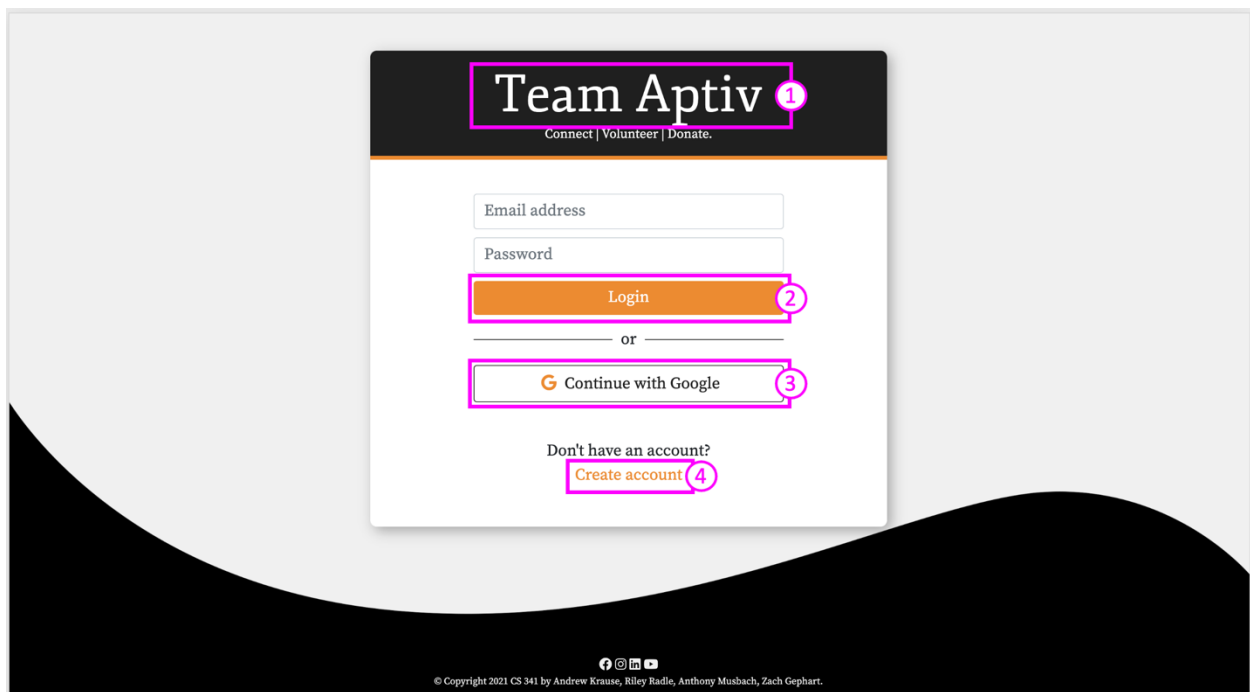 Team Aptiv 1
Connect | Volunteer | Donate.
Email address
Password
Login 2
or
G Continue with Google 3
Don't have an account?
Create account 4
© Copyright 2021 CS 341 by Andrew Krause, Riley Radle, Anthony Musbach, Zach Gephart.